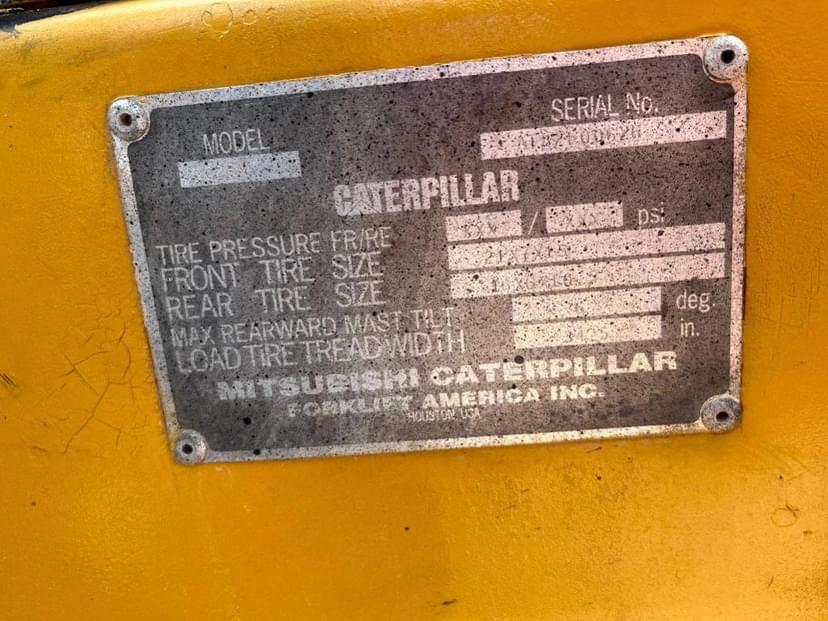 MODEL
SERIAL No.
CATERPILLAR
TIRE PRESSURE FR/RE XXX / psi
FRONT TIRE SIZE
REAR TIRE SIZE
MAX REARWARD MAST TILT deg.
LOAD TIRE TREAD WIDTH in.
MITSUBISHI CATERPILLAR
FORKLIFT AMERICA INC.
HOUSTON, USA